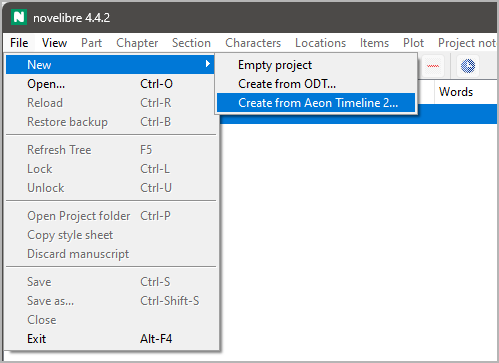 novelibre 4.4.2
File View Part Chapter Section Characters Locations Items Plot Project not
New
Open... Ctrl-O
Reload Ctrl-R
Restore backup Ctrl-B
Refresh Tree F5
Lock Ctrl-L
Unlock Ctrl-U
Open Project folder Ctrl-P
Copy style sheet
Discard manuscript
Save Ctrl-S
Save as... Ctrl-Shift-S
Close
Exit Alt-F4
Empty project
Create from ODT...
Create from Aeon Timeline 2...
Words